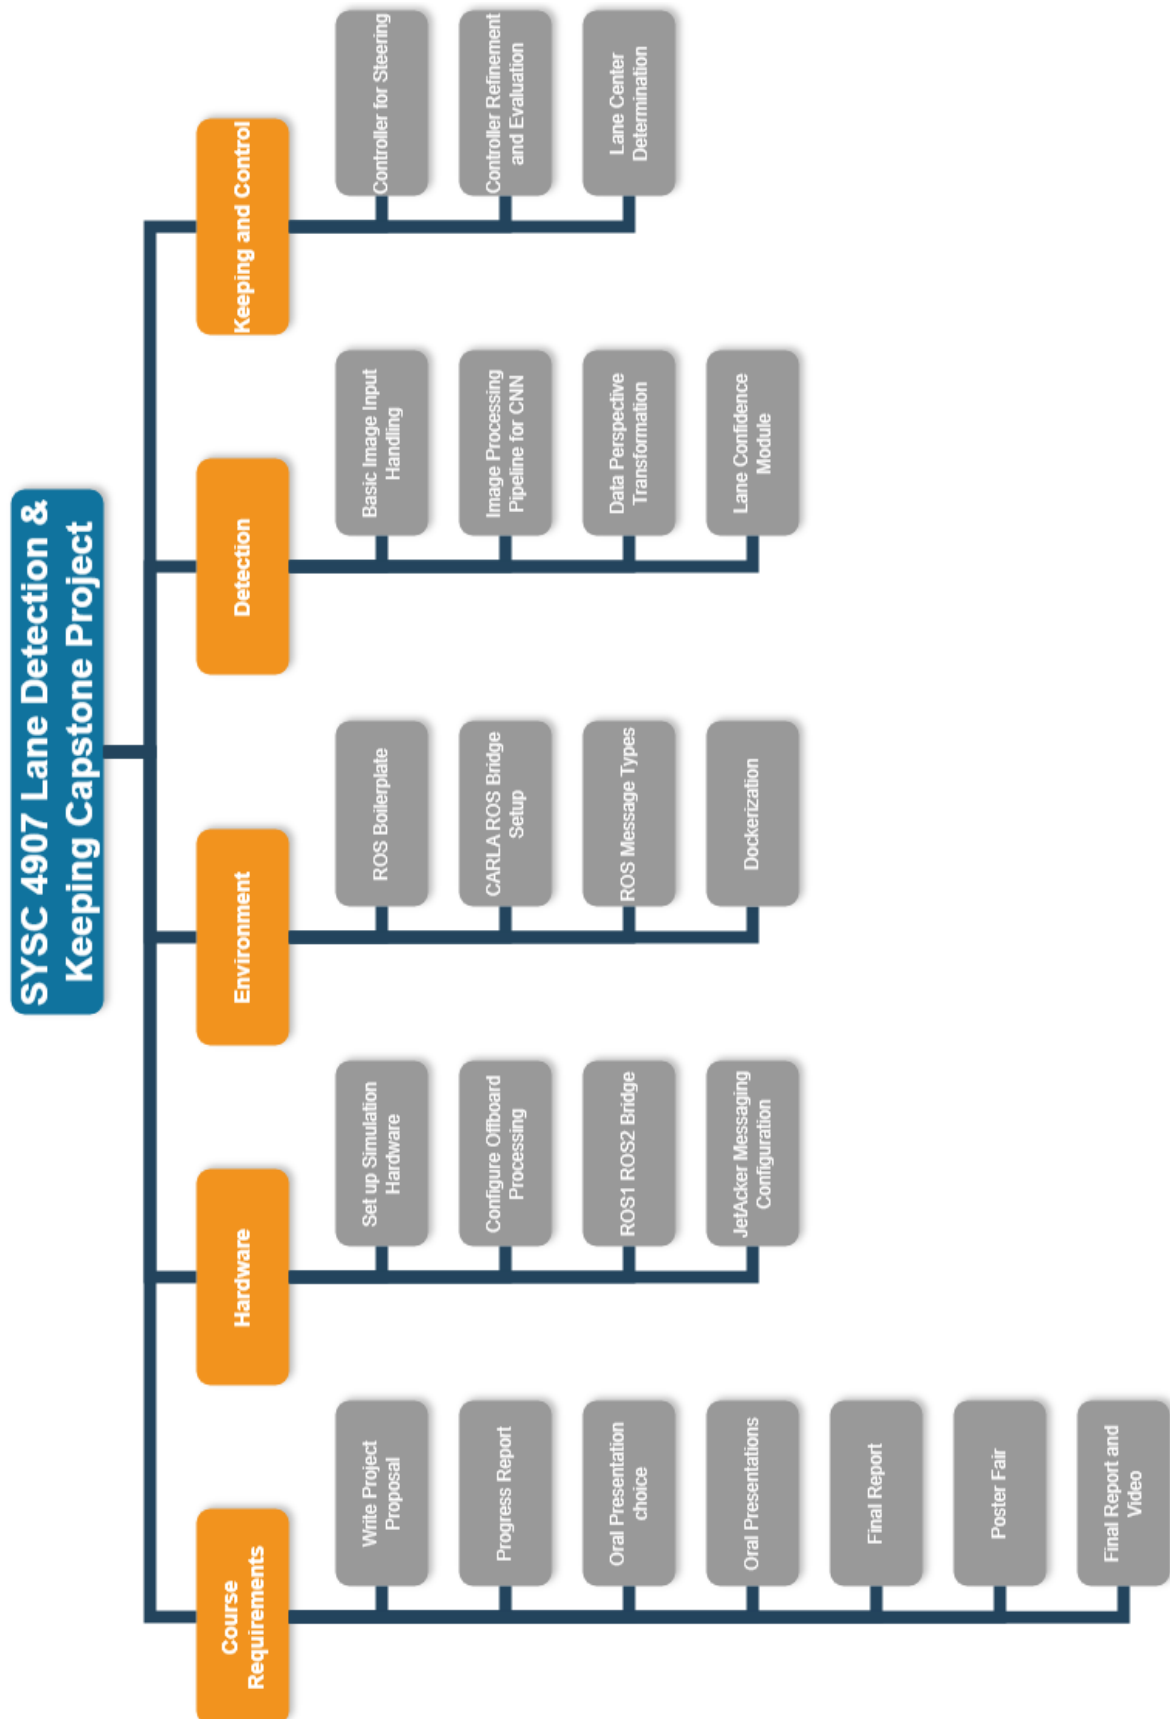 SYSC 4907 Lane Detection &
Keeping Capstone Project
Course
Requirements
Write Project
Proposal
Progress Report
Oral Presentation
choice
Oral Presentations
Final Report
Poster Fair
Final Report and
Video
Hardware
Set up Simulation
Hardware
Configure Offboard
Processing
ROS1 ROS2 Bridge
JetAcker Messaging
Configuration
Environment
ROS Boilerplate
CARLA ROS Bridge
Setup
ROS Message Types
Dockerization
Detection
Basic Image Input
Handling
Image Processing
Pipeline for CNN
Data Perspective
Transformation
Lane Confidence
Module
Keeping and Control
Controller for Steering
Controller Refinement
and Evaluation
Lane Center
Determination